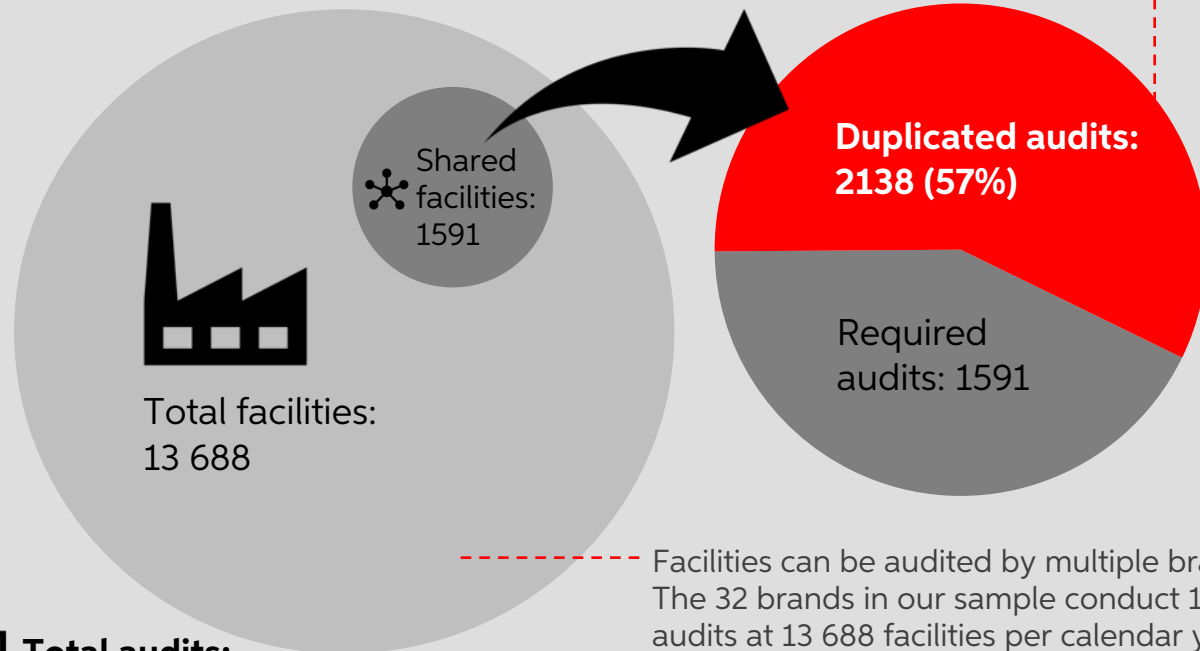 Shared
facilities:
1591
Duplicated audits:
2138 (57%)
Required
audits: 1591
Total facilities:
13 688
Facilities can be audited by multiple
The 32 brands in our sample conduct
audits at 13 688 facilities per calendar
Total audits: